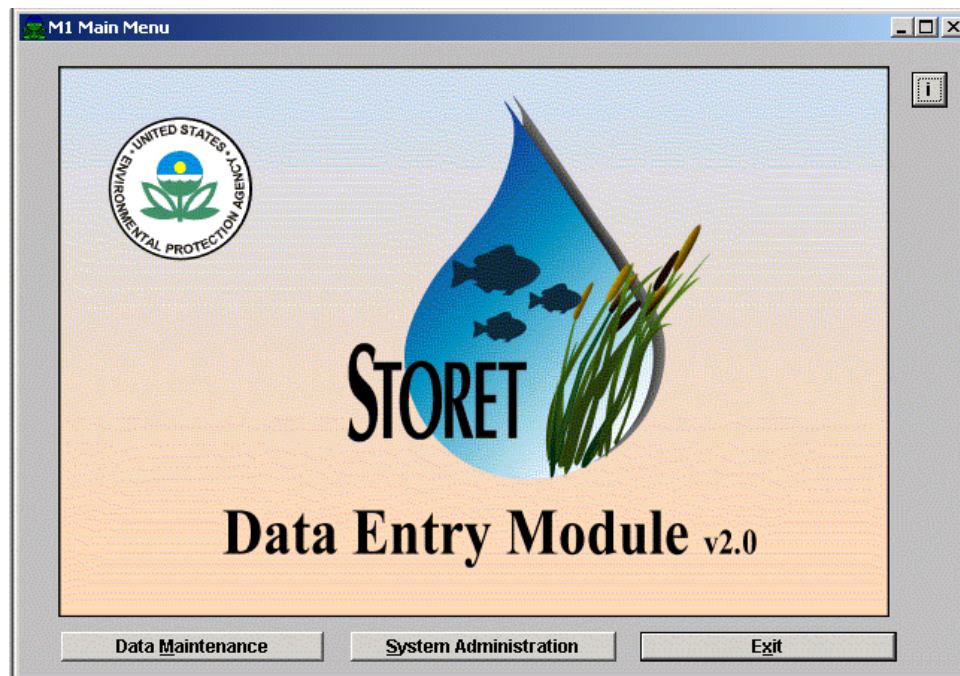 M1 Main Menu
i
UNITED STATES
ENVIRONMENTAL PROTECTION AGENCY
STORET
Data Entry Module v2.0
Data Maintenance
System Administration
Exit